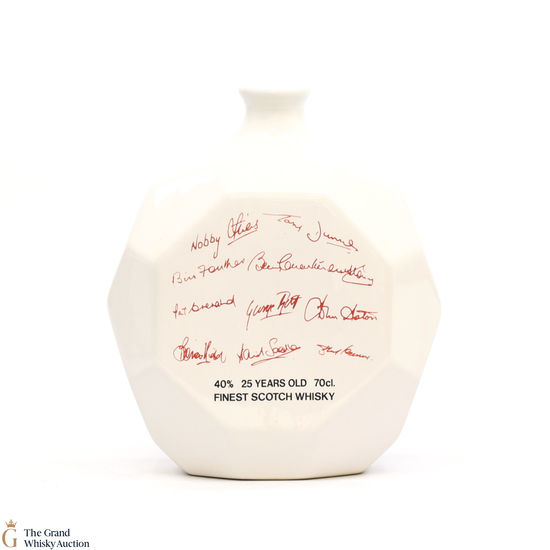 Nobby Stiles Tony Dunne
Bill Foulkes
Pat Crerand George Best John Aston
David Sadler
40% 25 YEARS OLD 70cl.
FINEST SCOTCH WHISKY
G
The Grand
Whisky Auction